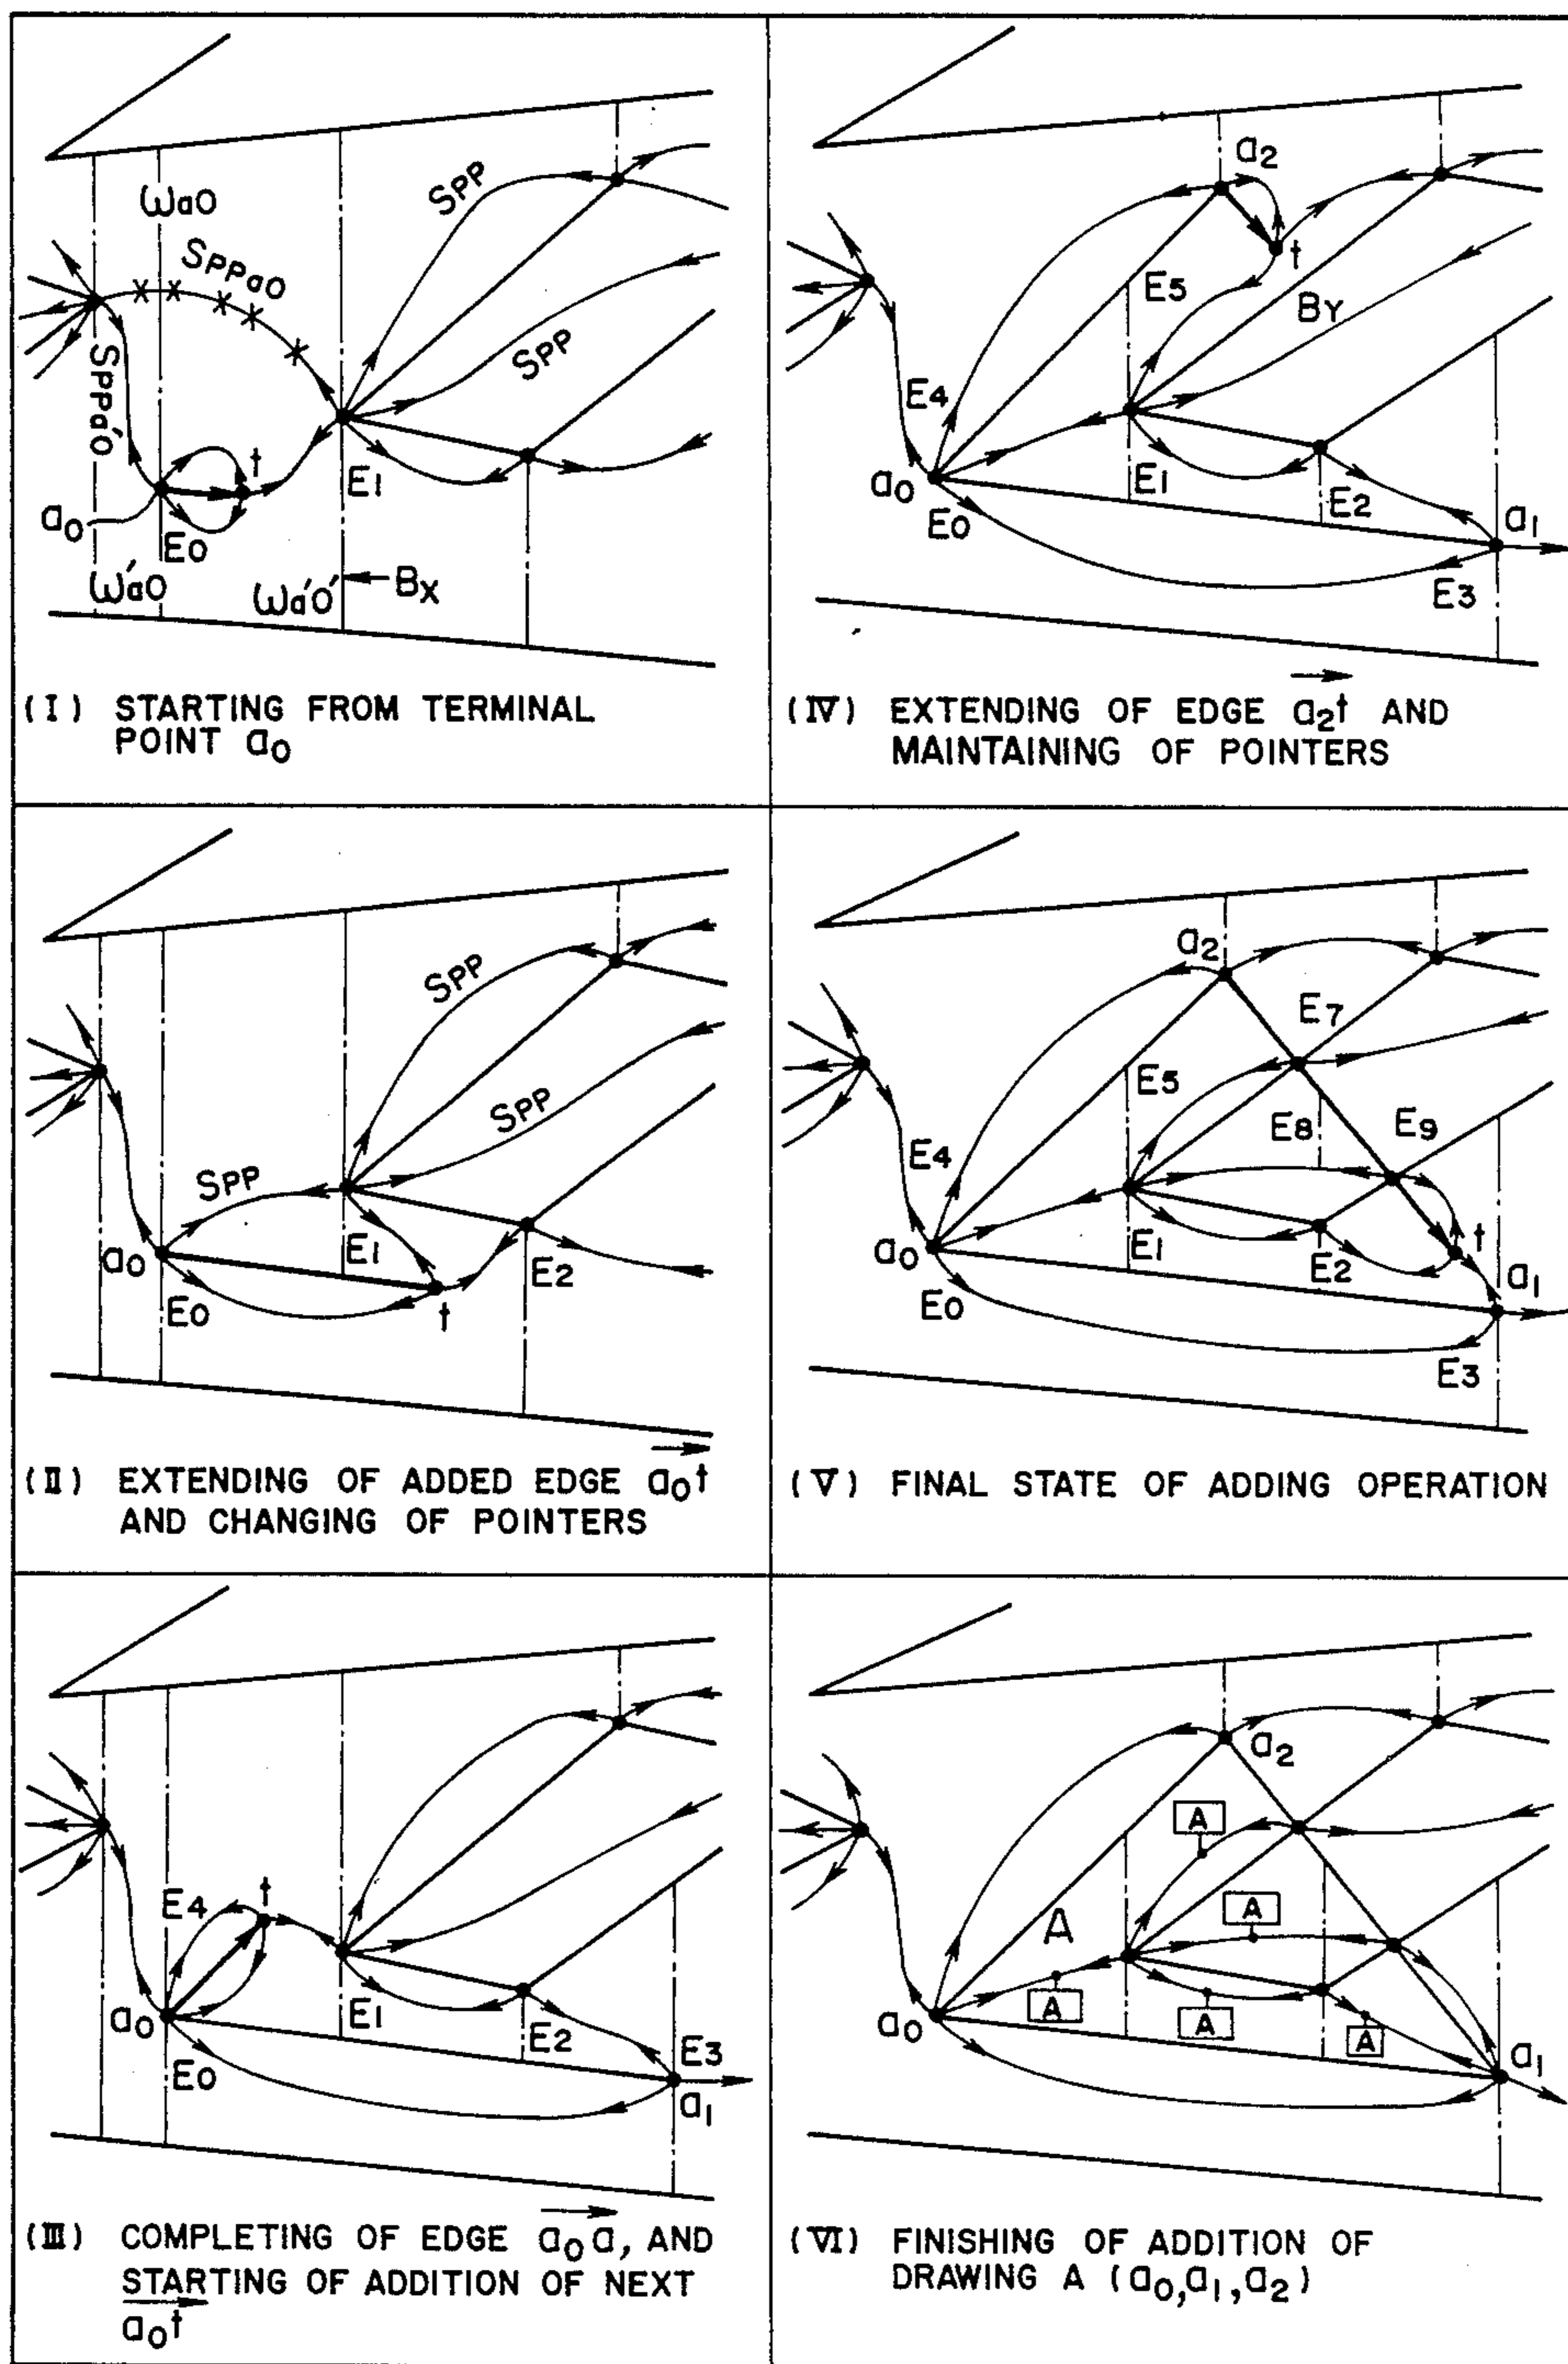 ωa0
SPPa0
SPP
SPP
SPPa'0
t
a0
E0
E1
ω'a0
ωa'0'
BX
(I) STARTING FROM TERMINAL
POINT a0
SPP
SPP
SPP
a0
E0
E1
t
E2
(II) EXTENDING OF ADDED EDGE a0t
AND CHANGING OF POINTERS
E4
t
a0
E0
E1
E2
E3
a1
(III) COMPLETING OF EDGE a0a, AND
STARTING OF ADDITION OF NEXT
a0t
a2
t
E5
BY
E4
a0
E0
E1
E2
a1
E3
(IV) EXTENDING OF EDGE a2t AND
MAINTAINING OF POINTERS
a2
E7
E5
E8
E9
E4
a0
E0
E1
E2
t
a1
E3
(V) FINAL STATE OF ADDING OPERATION
a2
A
A
A
A
A
A
a0
a1
(VI) FINISHING OF ADDITION OF
DRAWING A (a0,a1,a2)